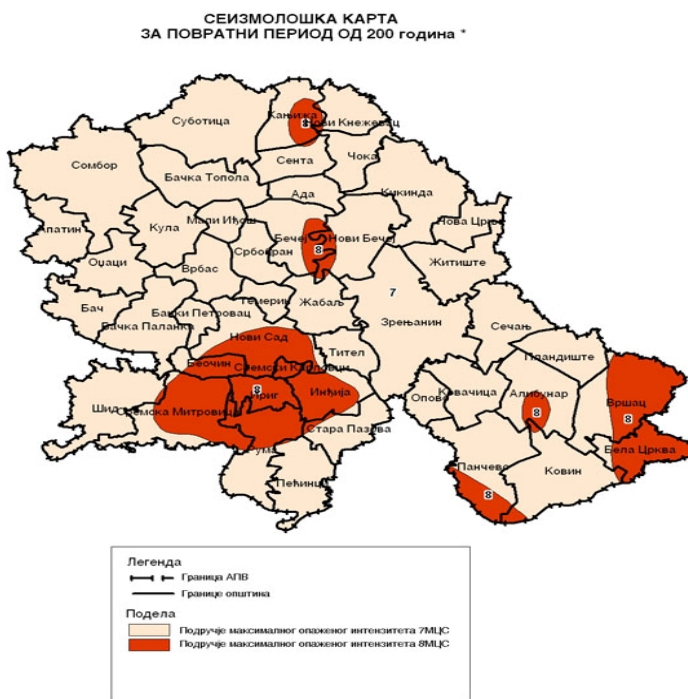 СЕИЗМОЛОШКА КАРТА
ЗА ПОВРАТНИ ПЕРИОД ОД 200 година *
Суботица
Кањижа
8
Нови Кнежевац
Сомбор
Сента
Чока
Бачка Топола
Ада
Кикинда
Апатин
Кула
Мали Иђош
Нова Црња
Србобран
Бечеј
8
Нови Бечеј
Оџаци
Врбас
Житиште
7
Бач
Бачки Петровац
Темерин
Жабаљ
Бачка Паланка
Зрењанин
Сечањ
Нови Сад
Тител
Пландиште
Беочин
Сремски Карловци
Шид
Сремска Митровица
8
Ириг
Инђија
Опово
Ковачица
Алибунар
8
Вршац
8
Стара Пазова
Рума
Бела Црква
Панчево
8
Ковин
Пећинци
Легенда
Граница АПВ
Границе општина
Подела
Подручје максималног опаженог интензитета 7МЦС
Подручје максималног опаженог интензитета 8МЦС